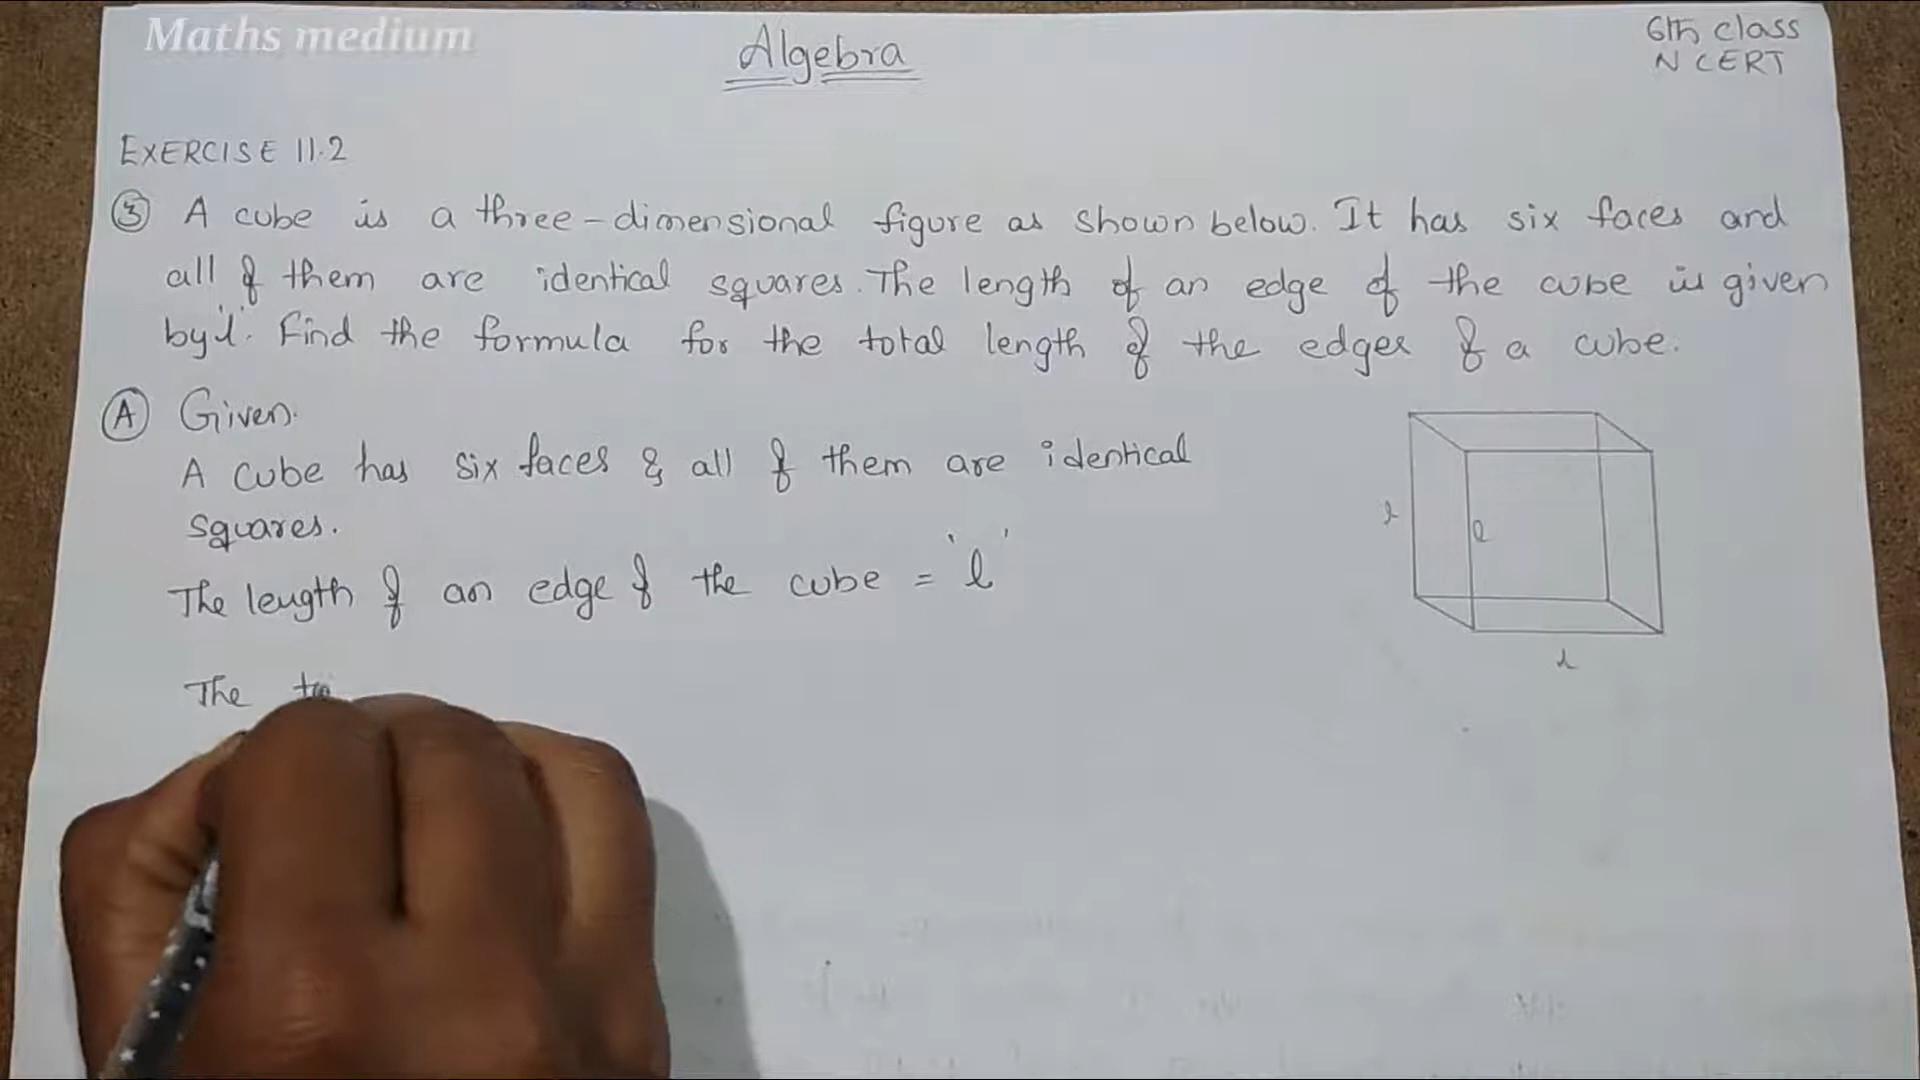 Maths medium
Algebra
6th class
NCERT
EXERCISE 11.2
③ A cube is a three-dimensional figure as shown below. It has six faces and
all of them are identical squares. The length of an edge of the cube is given
by 'l'. Find the formula for the total length of the edges of a cube.
Ⓐ Given.
A cube has six faces & all of them are identical
squares.
The length of an edge of the cube = 'l'
l
l
l
The